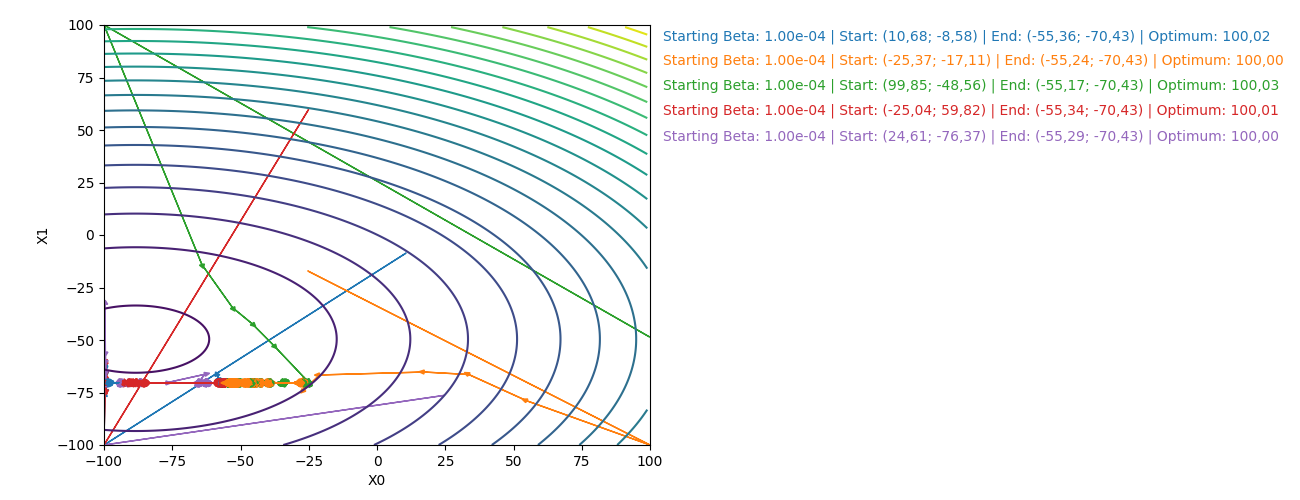 Starting Beta: 1.00e-04 | Start: (10,68; -8,58) | End: (-55,36; -70,43) | Optimum: 100,02
Starting Beta: 1.00e-04 | Start: (-25,37; -17,11) | End: (-55,24; -70,43) | Optimum: 100,00
Starting Beta: 1.00e-04 | Start: (99,85; -48,56) | End: (-55,17; -70,43) | Optimum: 100,03
Starting Beta: 1.00e-04 | Start: (-25,04; 59,82) | End: (-55,34; -70,43) | Optimum: 100,01
Starting Beta: 1.00e-04 | Start: (24,61; -76,37) | End: (-55,29; -70,43) | Optimum: 100,00
100
75
50
25
0
−25
−50
−75
−100
X1
−100 −75 −50 −25 0 25 50 75 100
X0